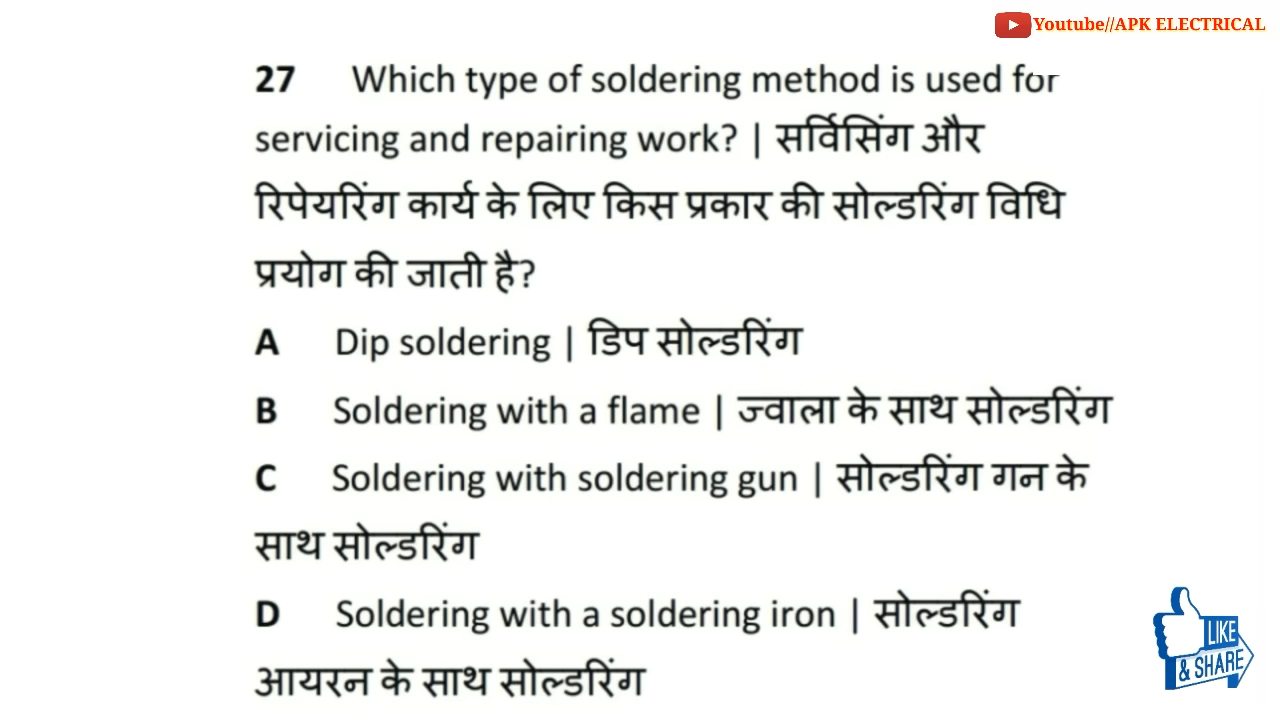 Youtube//APK ELECTRICAL
27 Which type of soldering method is used for
servicing and repairing work? | सर्विसिंग और
रिपेयरिंग कार्य के लिए किस प्रकार की सोल्डरिंग विधि
प्रयोग की जाती है?
A Dip soldering | डिप सोल्डरिंग
B Soldering with a flame | ज्वाला के साथ सोल्डरिंग
C Soldering with soldering gun | सोल्डरिंग गन के
साथ सोल्डरिंग
D Soldering with a soldering iron | सोल्डरिंग
आयरन के साथ सोल्डरिंग
LIKE
& SHARE